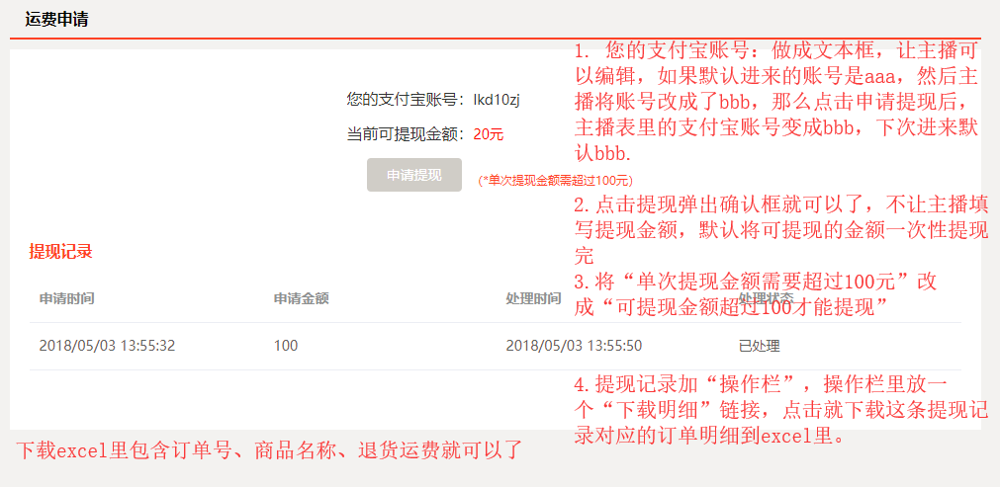 运费申请
您的支付宝账号：lkd10zj
当前可提现金额：20元
申请提现
(*单次提现金额需超过100元)
1. 您的支付宝账号：做成文本框，让主播可
以编辑，如果默认进来的账号是aaa，然后主
播将账号改成了bbb，那么点击申请提现后，
主播表里的支付宝账号变成bbb，下次进来默
认bbb.
2.点击提现弹出确认框就可以了，不让主播填
写提现金额，默认将可提现的金额一次性提现
完
3.将“单次提现金额需要超过100元”改
成“可提现金额超过100才能提现”
提现记录
申请时间 申请金额 处理时间 处理状态
2018/05/03 13:55:32 100 2018/05/03 13:55:50 已处理
4.提现记录加“操作栏”，操作栏里放一
个“下载明细”链接，点击就下载这条提现记
录对应的订单明细到excel里。
下载excel里包含订单号、商品名称、退货运费就可以了